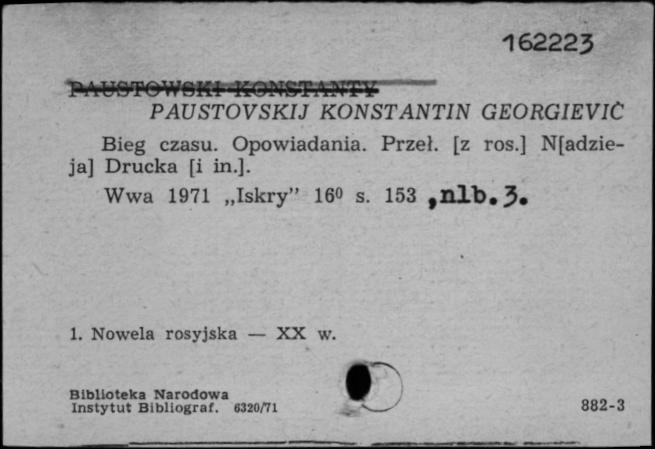 162223
PAUSTOWSKI KONSTANTY
PAUSTOVSKIJ KONSTANTIN GEORGIEVIČ
Bieg czasu. Opowiadania. Przeł. [z ros.] N[adzie-
ja] Drucka [i in.].
Wwa 1971 „Iskry” 16⁰ s. 153 ,nlb.3.
1. Nowela rosyjska — XX w.
Biblioteka Narodowa
Instytut Bibliograf. 6320/71
882-3